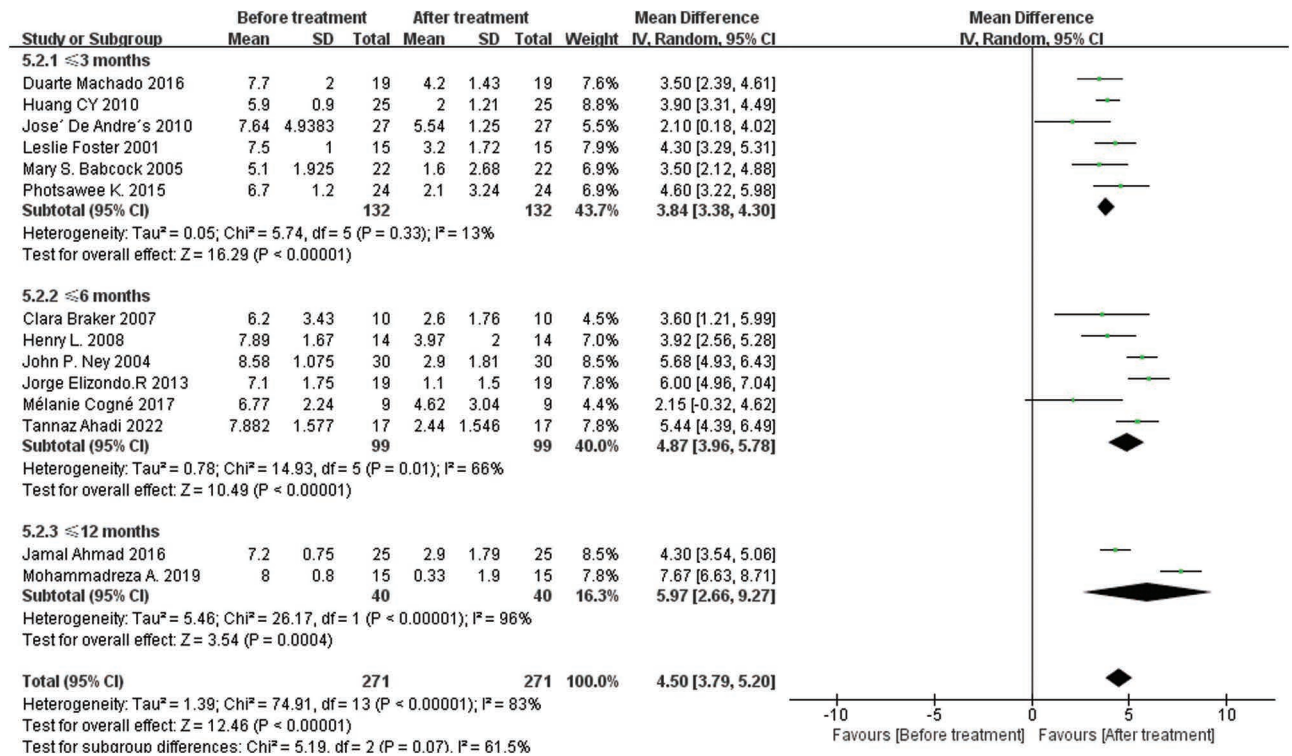 Before treatment After treatment Mean Difference Mean Difference
Study or Subgroup Mean SD Total Mean SD Total Weight IV, Random, 95% CI IV, Random, 95% CI
5.2.1 ≤3 months
Duarte Machado 2016 7.7 2 19 4.2 1.43 19 7.6% 3.50 [2.39, 4.61]
Huang CY 2010 5.9 0.9 25 2 1.21 25 8.8% 3.90 [3.31, 4.49]
Jose´ De Andre´s 2010 7.64 4.9383 27 5.54 1.25 27 5.5% 2.10 [0.18, 4.02]
Leslie Foster 2001 7.5 1 15 3.2 1.72 15 7.9% 4.30 [3.29, 5.31]
Mary S. Babcock 2005 5.1 1.925 22 1.6 2.68 22 6.9% 3.50 [2.12, 4.88]
Photsawee K. 2015 6.7 1.2 24 2.1 3.24 24 6.9% 4.60 [3.22, 5.98]
Subtotal (95% CI) 132 132 43.7% 3.84 [3.38, 4.30]
Heterogeneity: Tau² = 0.05; Chi² = 5.74, df = 5 (P = 0.33); I² = 13%
Test for overall effect: Z = 16.29 (P < 0.00001)
5.2.2 ≤6 months
Clara Braker 2007 6.2 3.43 10 2.6 1.76 10 4.5% 3.60 [1.21, 5.99]
Henry L. 2008 7.89 1.67 14 3.97 2 14 7.0% 3.92 [2.56, 5.28]
John P. Ney 2004 8.58 1.075 30 2.9 1.81 30 8.5% 5.68 [4.93, 6.43]
Jorge Elizondo.R 2013 7.1 1.75 19 1.1 1.5 19 7.8% 6.00 [4.96, 7.04]
Mélanie Cogné 2017 6.77 2.24 9 4.62 3.04 9 4.4% 2.15 [-0.32, 4.62]
Tannaz Ahadi 2022 7.882 1.577 17 2.44 1.546 17 7.8% 5.44 [4.39, 6.49]
Subtotal (95% CI) 99 99 40.0% 4.87 [3.96, 5.78]
Heterogeneity: Tau² = 0.78; Chi² = 14.93, df = 5 (P = 0.01); I² = 66%
Test for overall effect: Z = 10.49 (P < 0.00001)
5.2.3 ≤12 months
Jamal Ahmad 2016 7.2 0.75 25 2.9 1.79 25 8.5% 4.30 [3.54, 5.06]
Mohammadreza A. 2019 8 0.8 15 0.33 1.9 15 7.8% 7.67 [6.63, 8.71]
Subtotal (95% CI) 40 40 16.3% 5.97 [2.66, 9.27]
Heterogeneity: Tau² = 5.46; Chi² = 26.17, df = 1 (P < 0.00001); I² = 96%
Test for overall effect: Z = 3.54 (P = 0.0004)
Total (95% CI) 271 271 100.0% 4.50 [3.79, 5.20]
Heterogeneity: Tau² = 1.39; Chi² = 74.91, df = 13 (P < 0.00001); I² = 83%
Test for overall effect: Z = 12.46 (P < 0.00001)
Test for subgroup differences: Chi² = 5.19, df = 2 (P = 0.07), I² = 61.5%
-10 -5 0 5 10
Favours [Before treatment] Favours [After treatment]